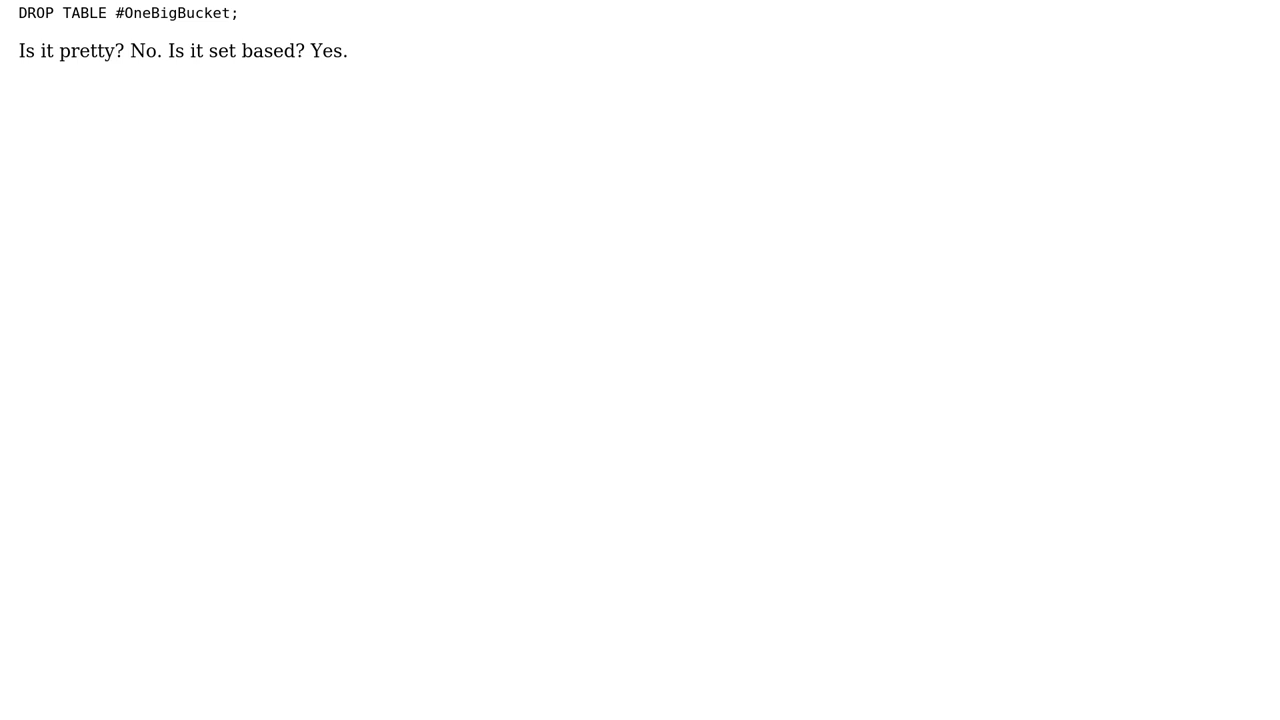 DROP TABLE #OneBigBucket;
Is it pretty? No. Is it set based? Yes.